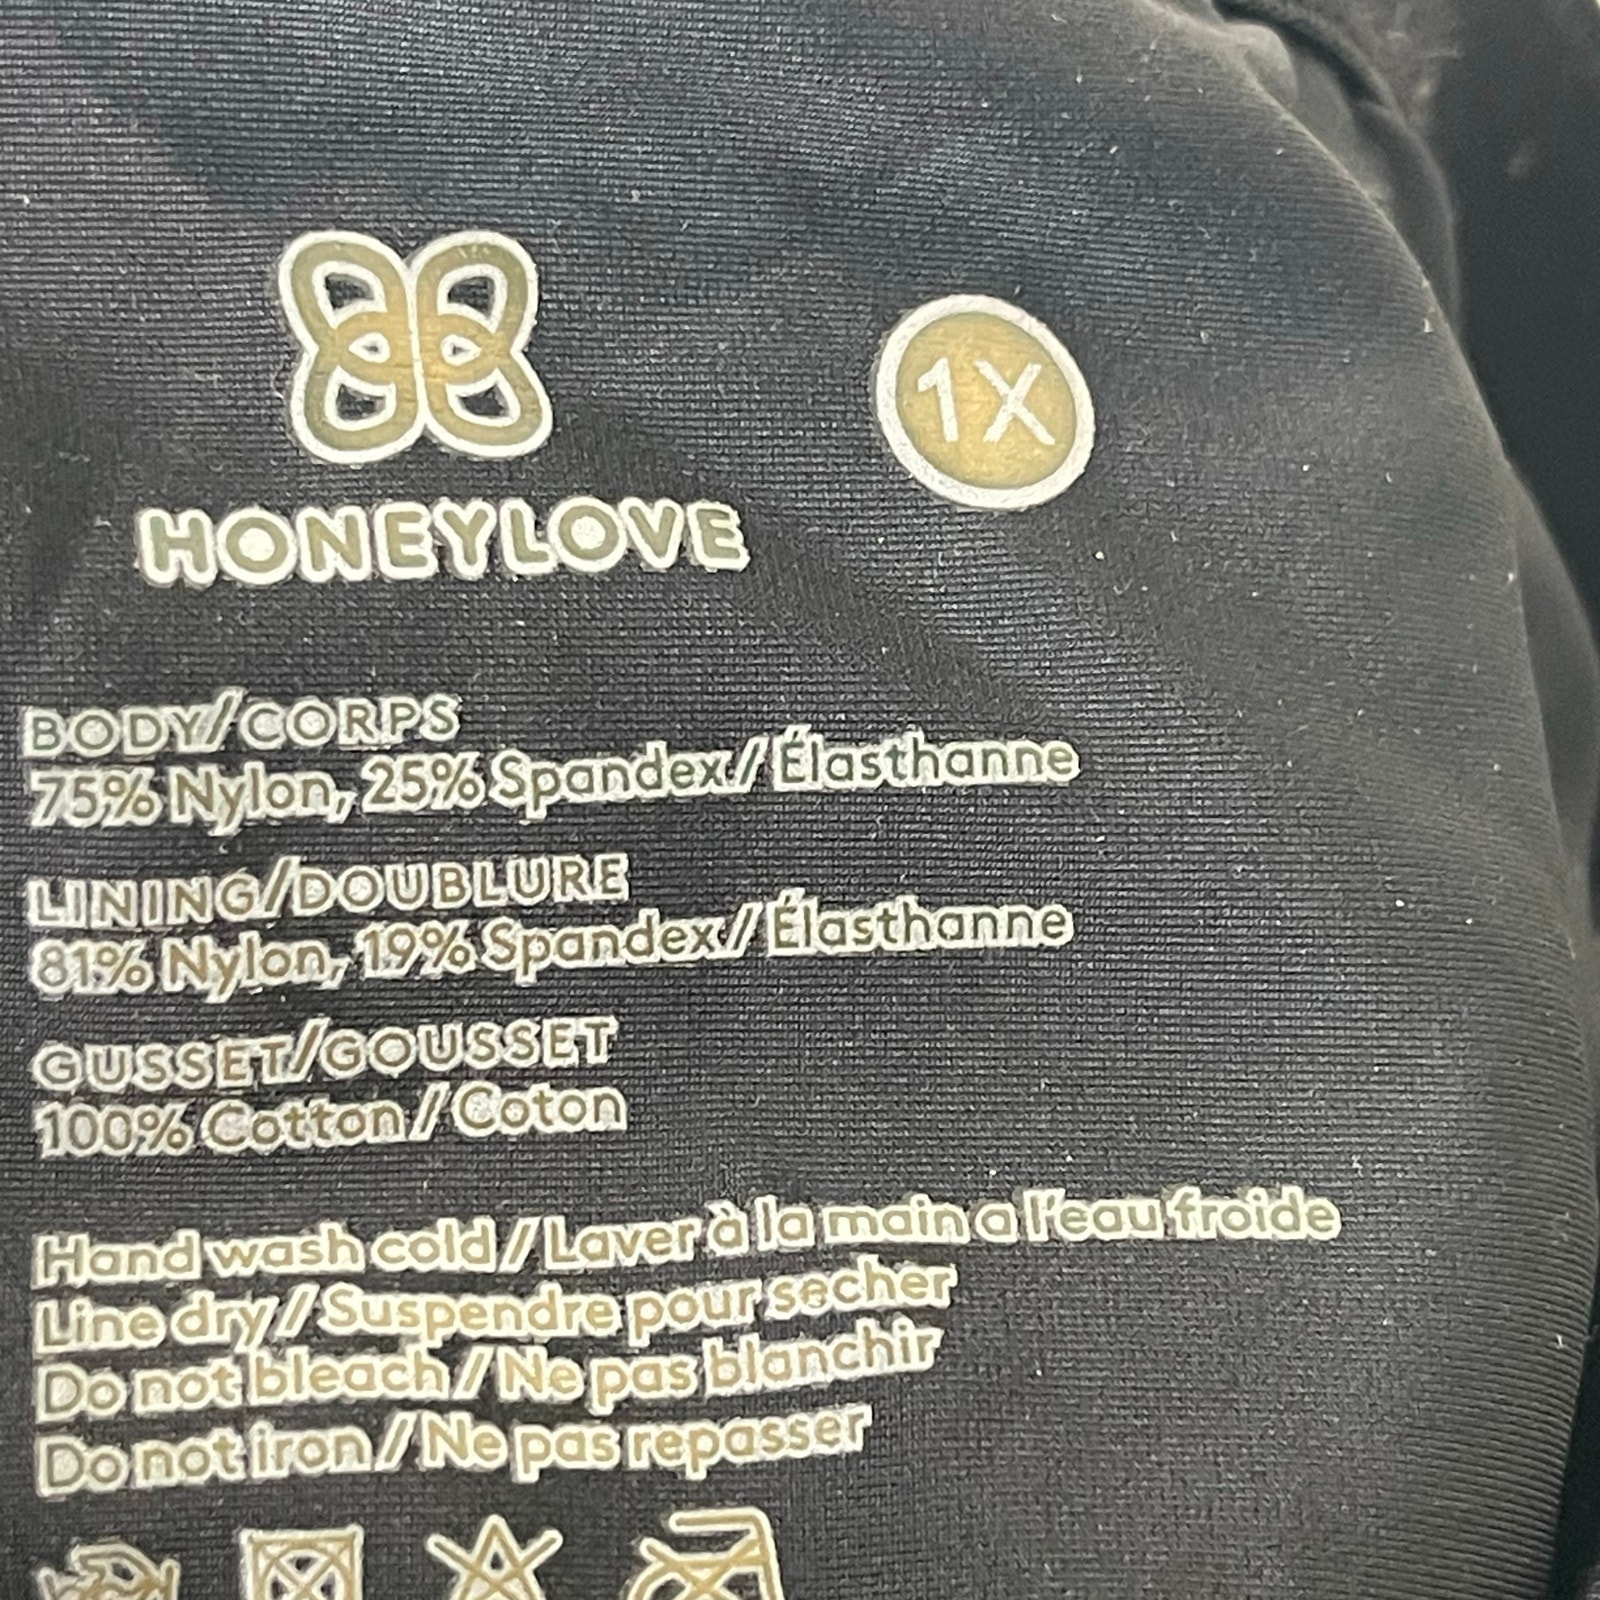 HONEYLOVE
1X
BODY/CORPS
75% Nylon, 25% Spandex / Élasthanne
LINING/DOUBLURE
81% Nylon, 19% Spandex / Élasthanne
GUSSET/GOUSSET
100% Cotton / Coton
Hand wash cold / Laver à la main a l'eau froide
Line dry / Suspendre pour secher
Do not bleach / Ne pas blanchir
Do not iron / Ne pas repasser